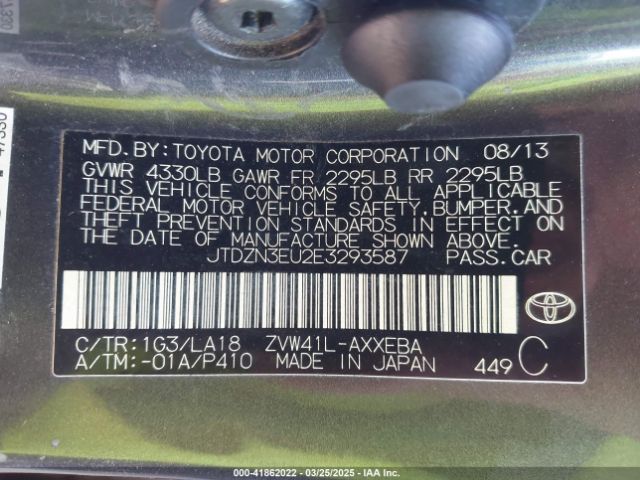 MFD.BY:TOYOTA MOTOR CORPORATION 08/13
GVWR 4330LB GAWR FR 2295LB RR 2295LB
THIS VEHICLE CONFORMS TO ALL APPLICABLE
FEDERAL MOTOR VEHICLE SAFETY,BUMPER,AND
THEFT PREVENTION STANDARDS IN EFFECT ON
THE DATE OF MANUFACTURE SHOWN ABOVE.
JTDZN3EU2E3293587 PASS.CAR
C/TR:1G3/LA18 ZVW41L-AXXEBA
A/TM:-01A/P410 MADE IN JAPAN 449 C
TOYOTA
000-41862022 - 03/25/2025 - COPYRIGHT IAA